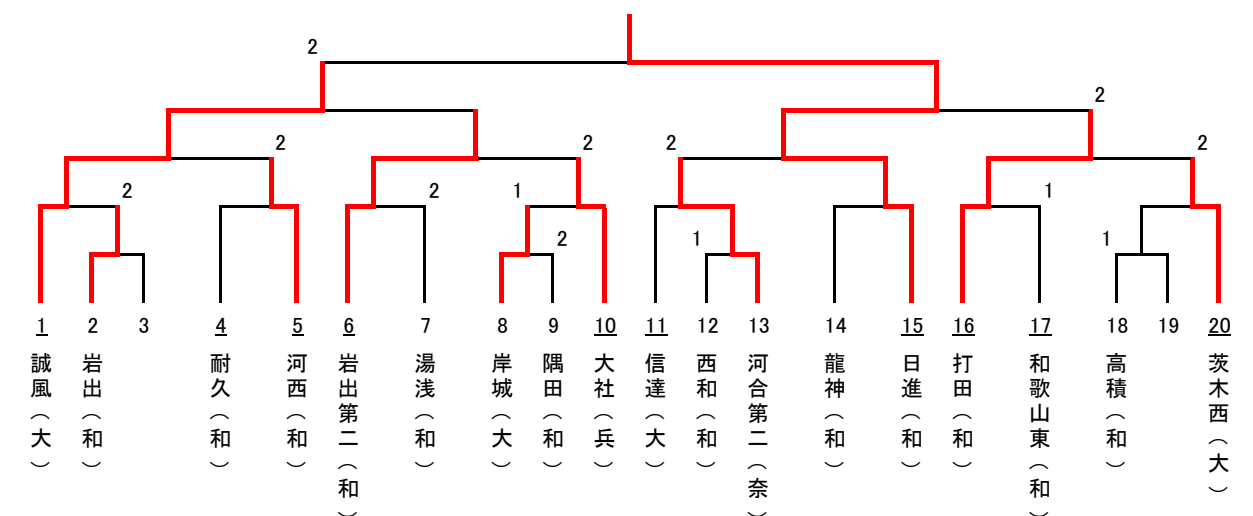 2
2
2
2
2
2
2
2
1
1
2
1
1
1 2 3 4 5 6 7 8 9 10 11 12 13 14 15 16 17 18 19 20
誠風(大)
岩出(和)
耐久(和)
河西(和)
岩出第二(和)
湯浅(和)
岸城(大)
隅田(和)
大社(兵)
信達(大)
西和(和)
河合第二(奈)
龍神(和)
日進(和)
打田(和)
和歌山東(和)
高積(和)
茨木西(大)